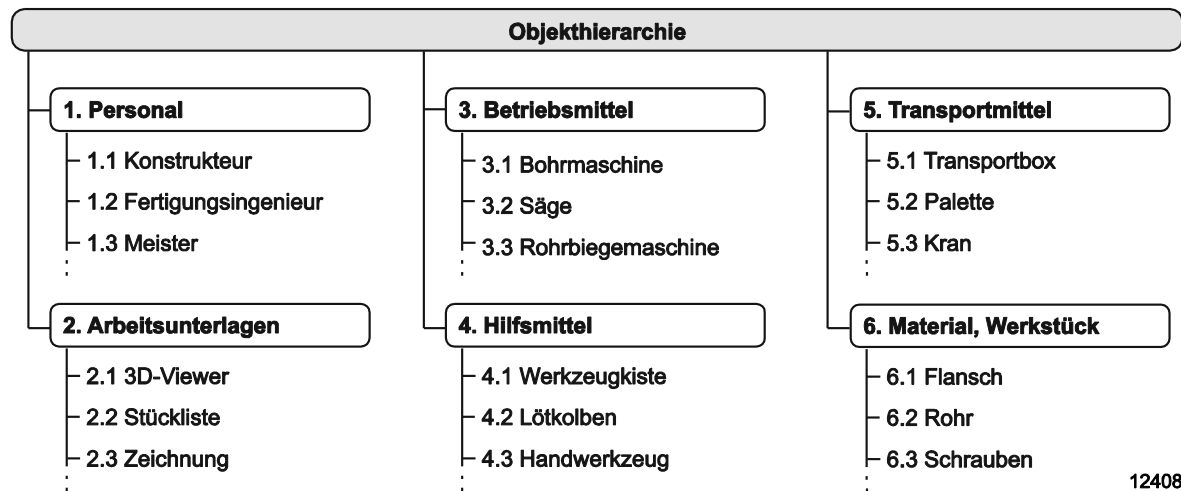 Objekthierarchie
1. Personal
1.1 Konstrukteur
1.2 Fertigungsingenieur
1.3 Meister
2. Arbeitsunterlagen
2.1 3D-Viewer
2.2 Stückliste
2.3 Zeichnung
3. Betriebsmittel
3.1 Bohrmaschine
3.2 Säge
3.3 Rohrbiegemaschine
4. Hilfsmittel
4.1 Werkzeugkiste
4.2 Lötkolben
4.3 Handwerkzeug
5. Transportmittel
5.1 Transportbox
5.2 Palette
5.3 Kran
6. Material, Werkstück
6.1 Flansch
6.2 Rohr
6.3 Schrauben
12408